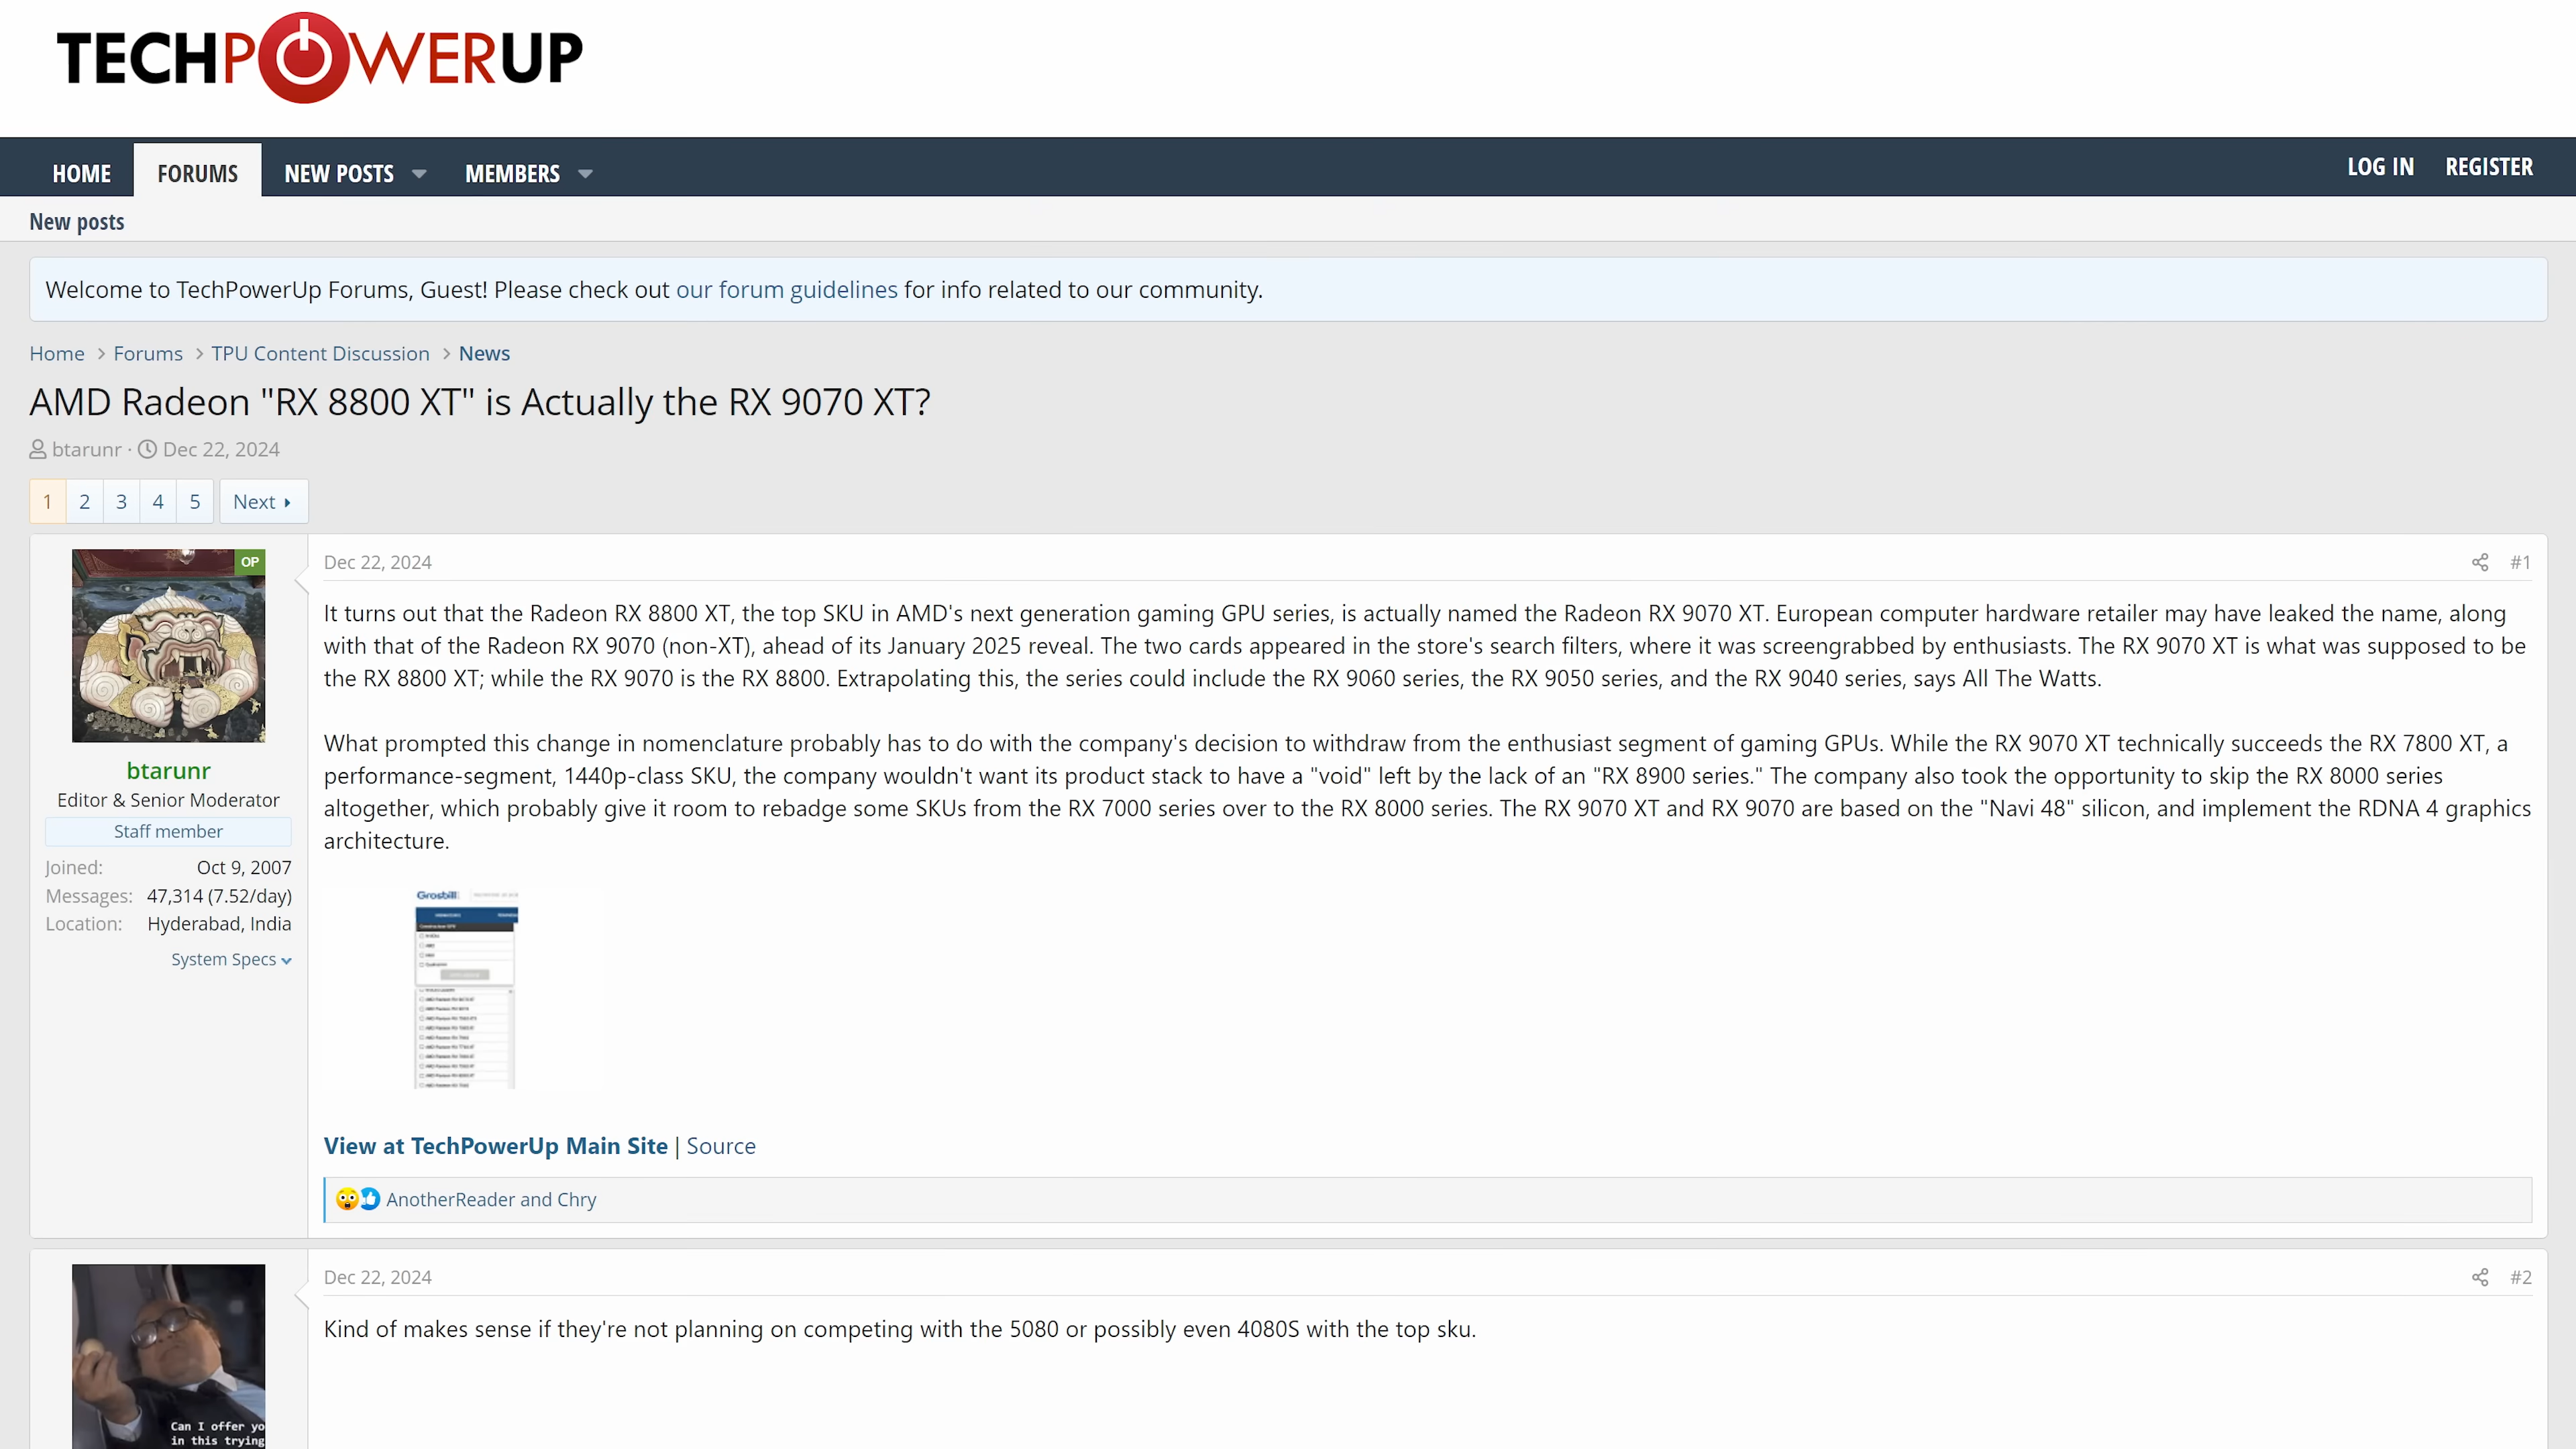 TECHPOWERUP
HOME FORUMS NEW POSTS MEMBERS LOG IN REGISTER
New posts
Welcome to TechPowerUp Forums, Guest! Please check out our forum guidelines for info related to our community.
Home > Forums > TPU Content Discussion > News
AMD Radeon "RX 8800 XT" is Actually the RX 9070 XT?
btarunr · Dec 22, 2024
1 2 3 4 5 Next
OP
btarunr
Editor & Senior Moderator
Staff member
Joined: Oct 9, 2007
Messages: 47,314 (7.52/day)
Location: Hyderabad, India
System Specs
Dec 22, 2024 #1
It turns out that the Radeon RX 8800 XT, the top SKU in AMD's next generation gaming GPU series, is actually named the Radeon RX 9070 XT. European computer hardware retailer may have leaked the name, along
with that of the Radeon RX 9070 (non-XT), ahead of its January 2025 reveal. The two cards appeared in the store's search filters, where it was screengrabbed by enthusiasts. The RX 9070 XT is what was supposed to be
the RX 8800 XT; while the RX 9070 is the RX 8800. Extrapolating this, the series could include the RX 9060 series, the RX 9050 series, and the RX 9040 series, says All The Watts.
What prompted this change in nomenclature probably has to do with the company's decision to withdraw from the enthusiast segment of gaming GPUs. While the RX 9070 XT technically succeeds the RX 7800 XT, a
performance-segment, 1440p-class SKU, the company wouldn't want its product stack to have a "void" left by the lack of an "RX 8900 series." The company also took the opportunity to skip the RX 8000 series
altogether, which probably give it room to rebadge some SKUs from the RX 7000 series over to the RX 8000 series. The RX 9070 XT and RX 9070 are based on the "Navi 48" silicon, and implement the RDNA 4 graphics
architecture.
Grosbill
View at TechPowerUp Main Site | Source
AnotherReader and Chry
Dec 22, 2024 #2
Kind of makes sense if they're not planning on competing with the 5080 or possibly even 4080S with the top sku.
Can I offer yo
in this trying